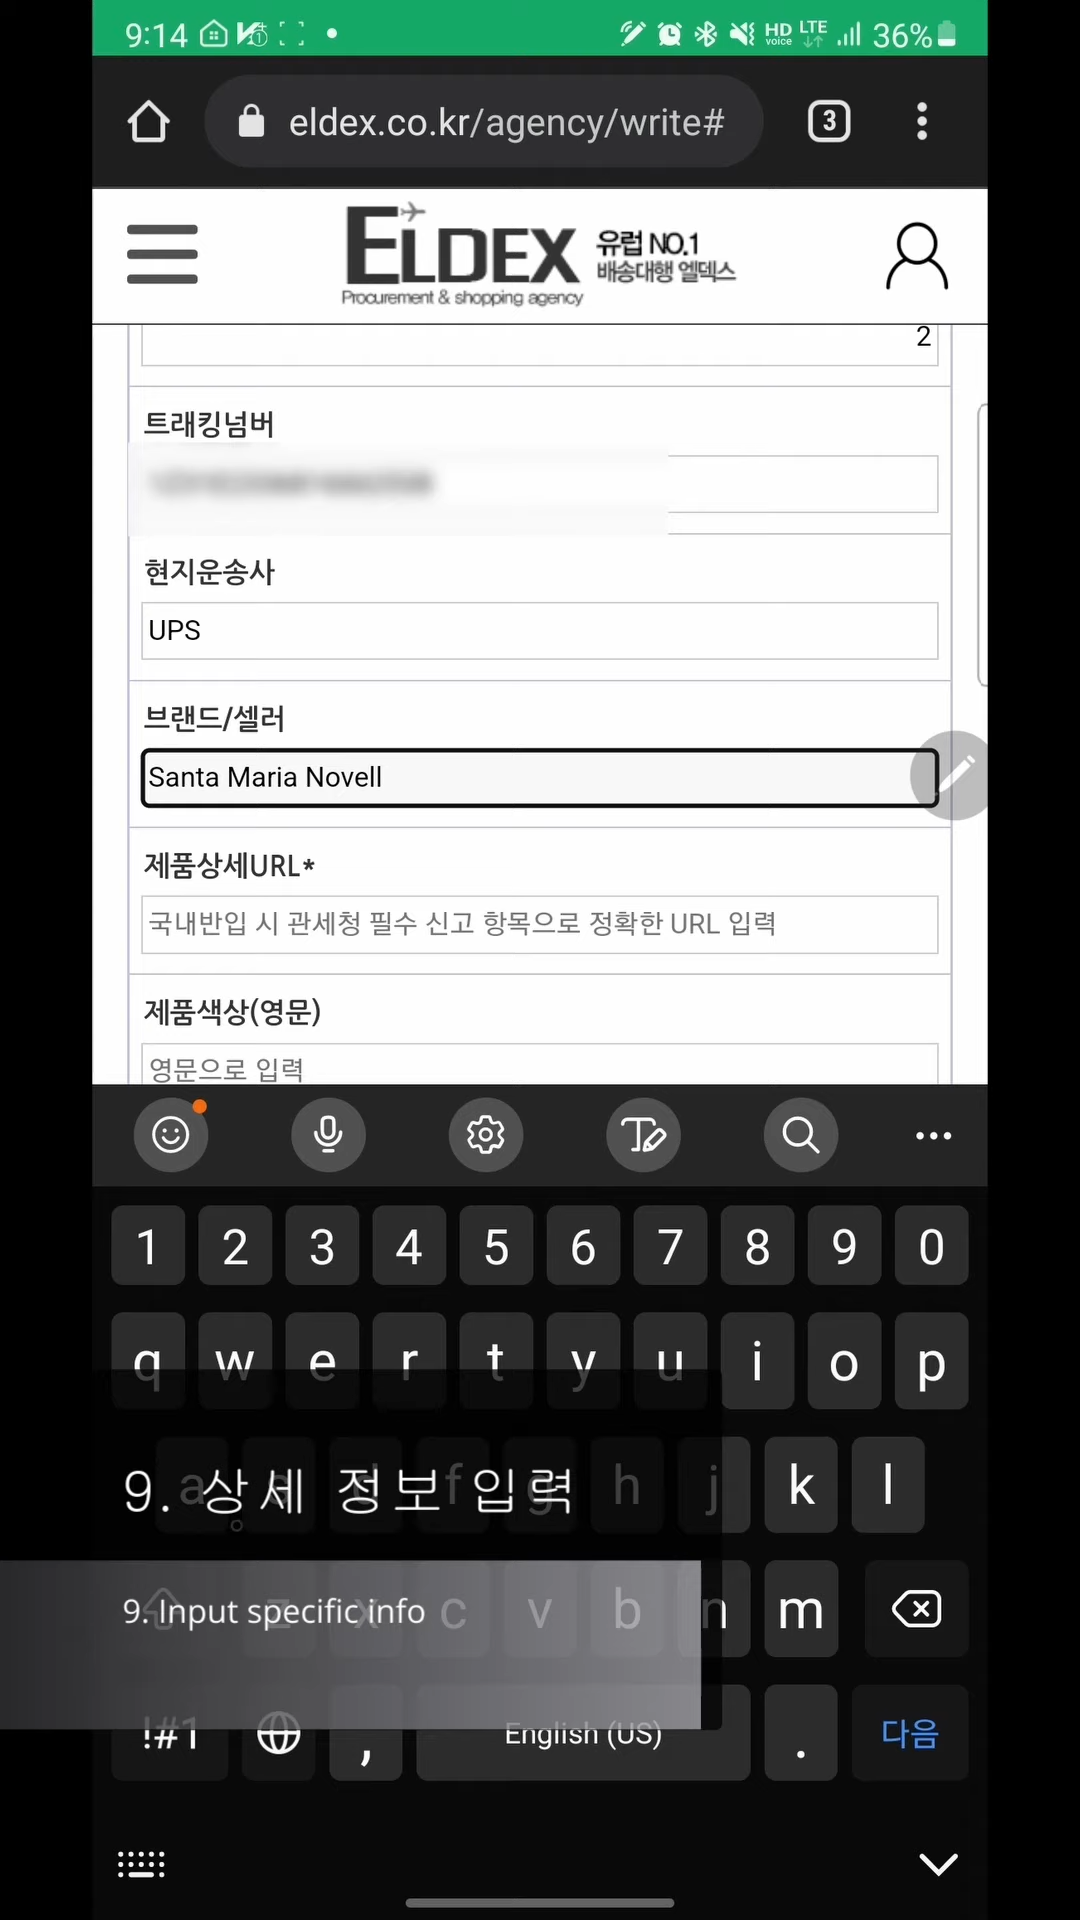 9:14
HD voice LTE 36%
eldex.co.kr/agency/write#
3
ELDEX 유럽 NO.1
배송대행 엘덱스
Procurement & shopping agency
2
트래킹넘버
현지운송사
UPS
브랜드/셀러
Santa Maria Novell
제품상세URL*
국내반입 시 관세청 필수 신고 항목으로 정확한 URL 입력
제품색상(영문)
영문으로 입력
1 2 3 4 5 6 7 8 9 0
q w e r t y u i o p
a f g h j k l
9. 상세 정보 입력
z x c v b n m
9. Input specific info
!#1 , English (US) . 다음